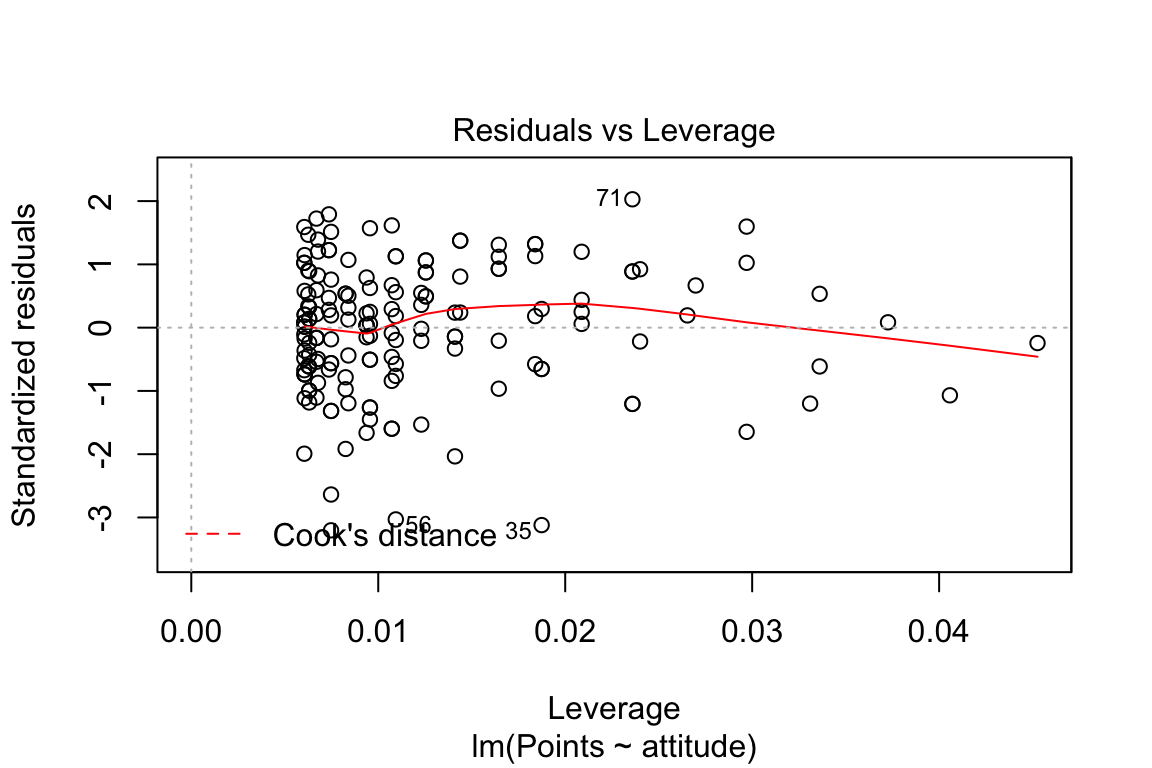 Residuals vs Leverage
Standardized residuals
2
1
0
-1
-2
-3
71
56
35
Cook's distance
0.00 0.01 0.02 0.03 0.04
Leverage
lm(Points ~ attitude)